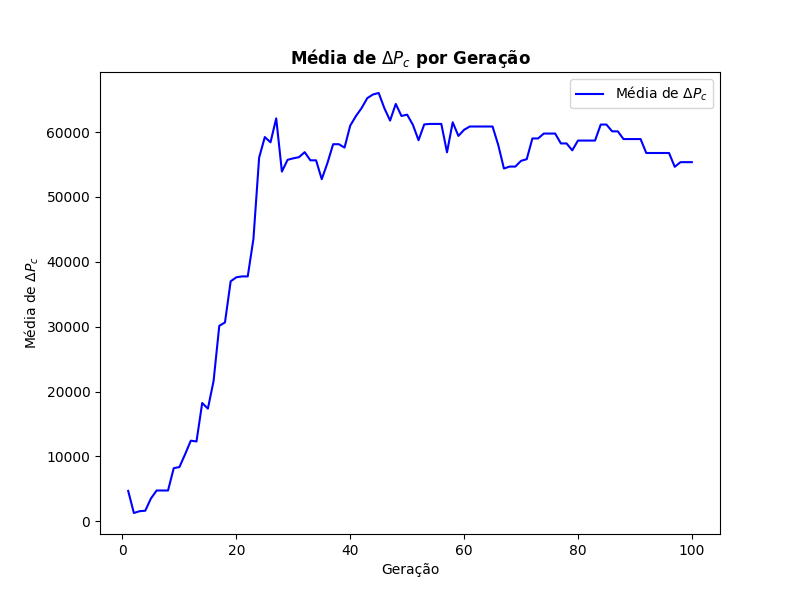 Média de ΔP_c por Geração
Média de ΔP_c
60000
50000
40000
30000
20000
10000
0
Média de ΔP_c
0 20 40 60 80 100
Geração